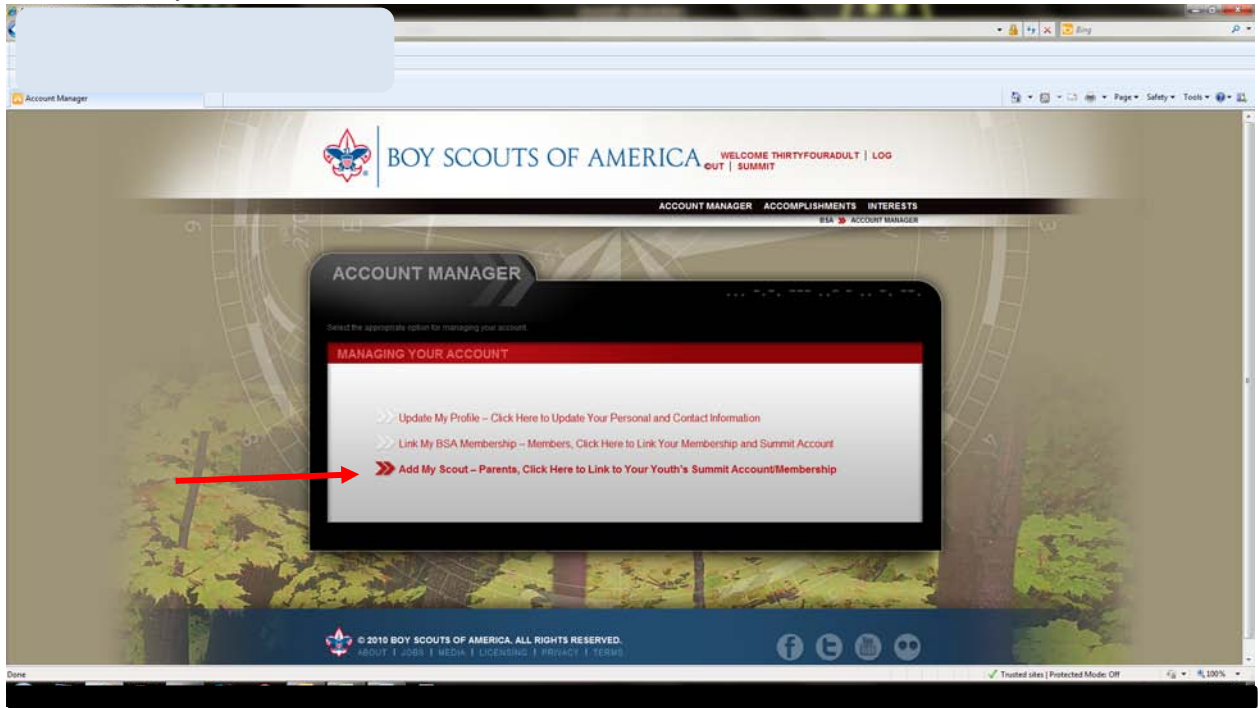 Bing
Account Manager
Page Safety Tools
BOY SCOUTS OF AMERICA
WELCOME THIRTYFOURADULT | LOG
OUT | SUMMIT
ACCOUNT MANAGER ACCOMPLISHMENTS INTERESTS
BSA ACCOUNT MANAGER
ACCOUNT MANAGER
Select the appropriate option for managing your account.
MANAGING YOUR ACCOUNT
Update My Profile – Click Here to Update Your Personal and Contact Information
Link My BSA Membership – Members, Click Here to Link Your Membership and Summit Account
Add My Scout – Parents, Click Here to Link to Your Youth's Summit Account/Membership
© 2010 BOY SCOUTS OF AMERICA. ALL RIGHTS RESERVED.
ABOUT | JOBS | MEDIA | LICENSING | PRIVACY | TERMS
Done
Trusted sites | Protected Mode: Off
100%